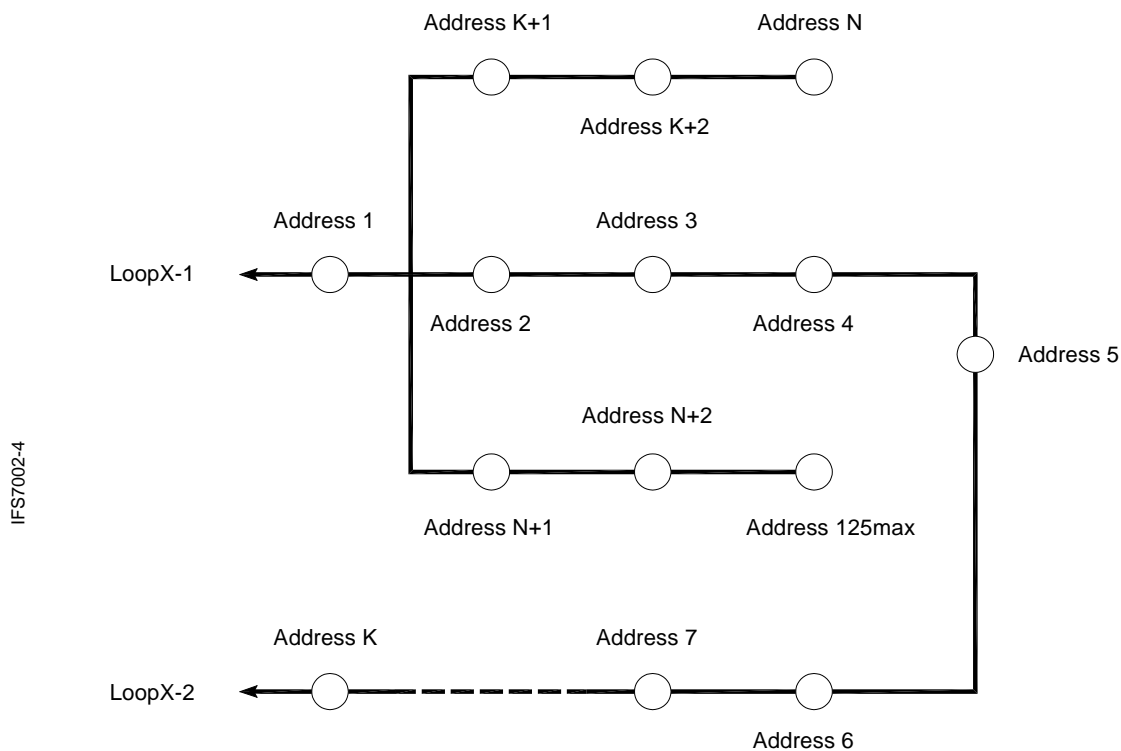 Address K+1
Address N
Address K+2
Address 1
Address 3
LoopX-1
Address 2
Address 4
Address 5
Address N+2
IFS7002-4
Address N+1
Address 125max
Address K
Address 7
LoopX-2
Address 6